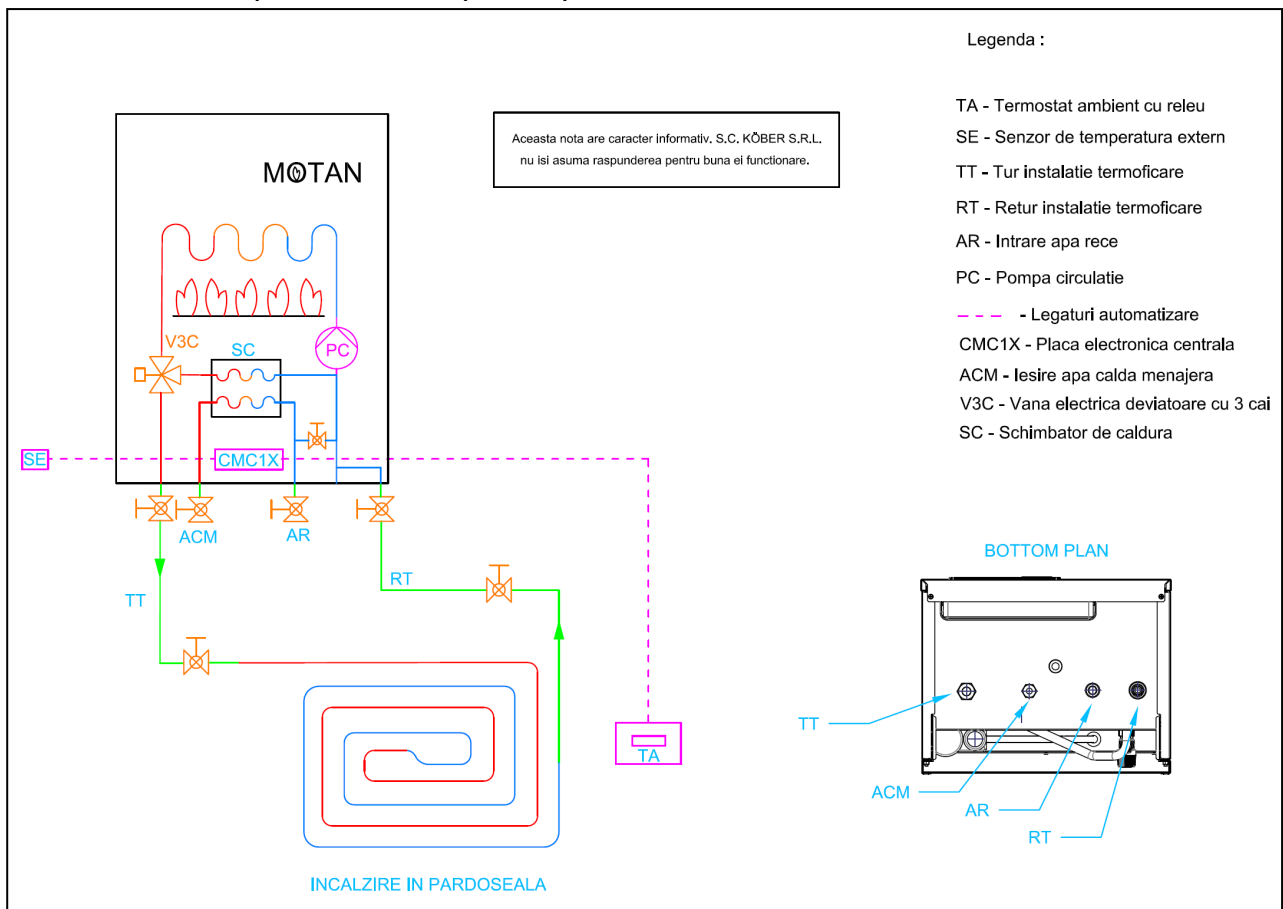 Legenda :
TA - Termostat ambient cu releu
SE - Senzor de temperatura extern
TT - Tur instalatie termoficare
RT - Retur instalatie termoficare
AR - Intrare apa rece
PC - Pompa circulatie
- Legaturi automatizare
CMC1X - Placa electronica centrala
ACM - Iesire apa calda menajera
V3C - Vana electrica deviatoare cu 3 cai
SC - Schimbator de caldura
Aceasta nota are caracter informativ. S.C. KÖBER S.R.L.
nu isi asuma raspunderea pentru buna ei functionare.
MOTAN
V3C
SC
PC
SE
CMC1X
ACM
AR
TT
RT
TA
INCALZIRE IN PARDOSEALA
BOTTOM PLAN
TT
ACM
AR
RT